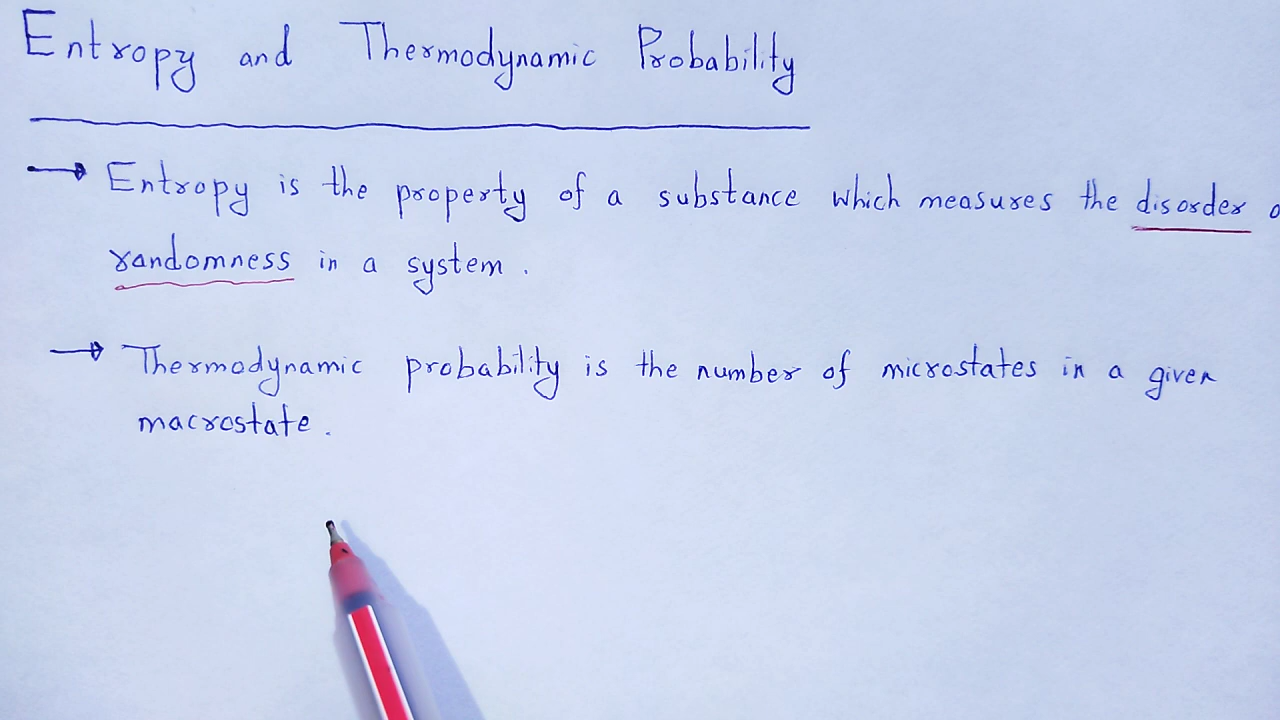 Entropy and Thermodynamic Probability
→ Entropy is the property of a substance which measures the disorder
randomness in a system.
→ Thermodynamic probability is the number of microstates in a given
macrostate.